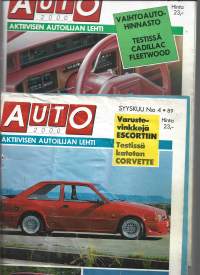 AUTO
2000
AKTIIVISEN AUTOILIJAN LEHTI
VAIHTOAUTO-
HINNASTO
TESTISSÄ
CADILLAC
FLEETWOOD
Hinta
23,-
AUTO
2000
AKTIIVISEN AUTOILIJAN LEHTI
SYYSKUU No 4 • 89
Varuste-
vinkkejä
ESCORTIIN
Testissä
katoton
CORVETTE
Hinta
23,-